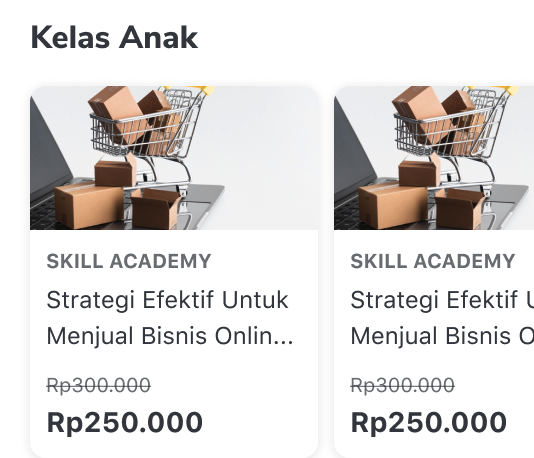 Kelas Anak
SKILL ACADEMY
Strategi Efektif Untuk
Menjual Bisnis Onlin...
Rp300.000
Rp250.000
SKILL ACADEMY
Strategi Efektif U
Menjual Bisnis O
Rp300.000
Rp250.000